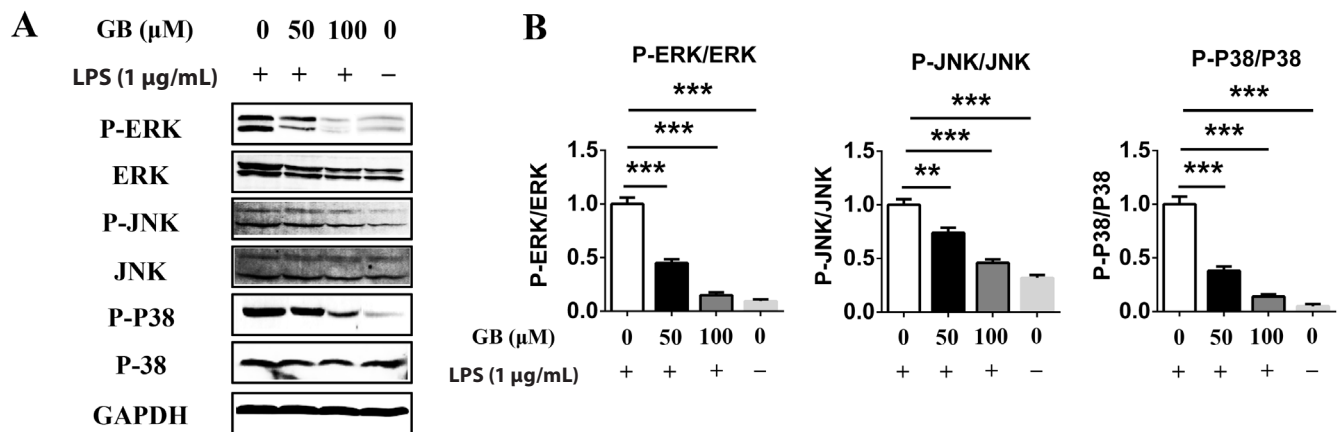 A
GB (μM) 0 50 100 0
LPS (1 μg/mL) + + + −
P-ERK
ERK
P-JNK
JNK
P-P38
P-38
GAPDH
B
P-ERK/ERK
***
***
***
P-ERK/ERK
1.5
1.0
0.5
0.0
GB (μM) 0 50 100 0
LPS (1 μg/mL) + + + −
P-JNK/JNK
***
***
**
P-JNK/JNK
1.5
1.0
0.5
0.0
0 50 100 0
+ + + −
P-P38/P38
***
***
***
P-P38/P38
1.5
1.0
0.5
0.0
0 50 100 0
+ + + −